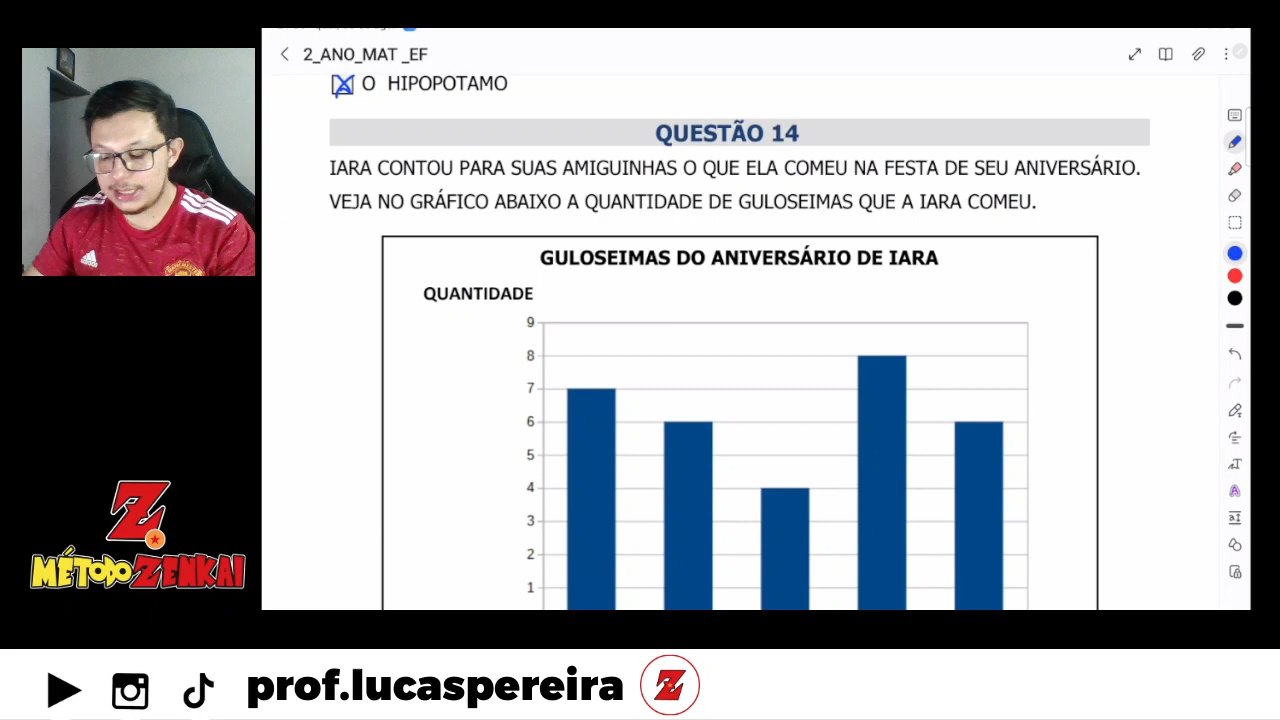 2_ANO_MAT _EF
O HIPOPOTAMO
QUESTÃO 14
IARA CONTOU PARA SUAS AMIGUINHAS O QUE ELA COMEU NA FESTA DE SEU ANIVERSÁRIO.
VEJA NO GRÁFICO ABAIXO A QUANTIDADE DE GULOSEIMAS QUE A IARA COMEU.
GULOSEIMAS DO ANIVERSÁRIO DE IARA
QUANTIDADE
9
8
7
6
5
4
3
2
1
Z
MÉTODO ZENKAI
prof.lucaspereira
Z